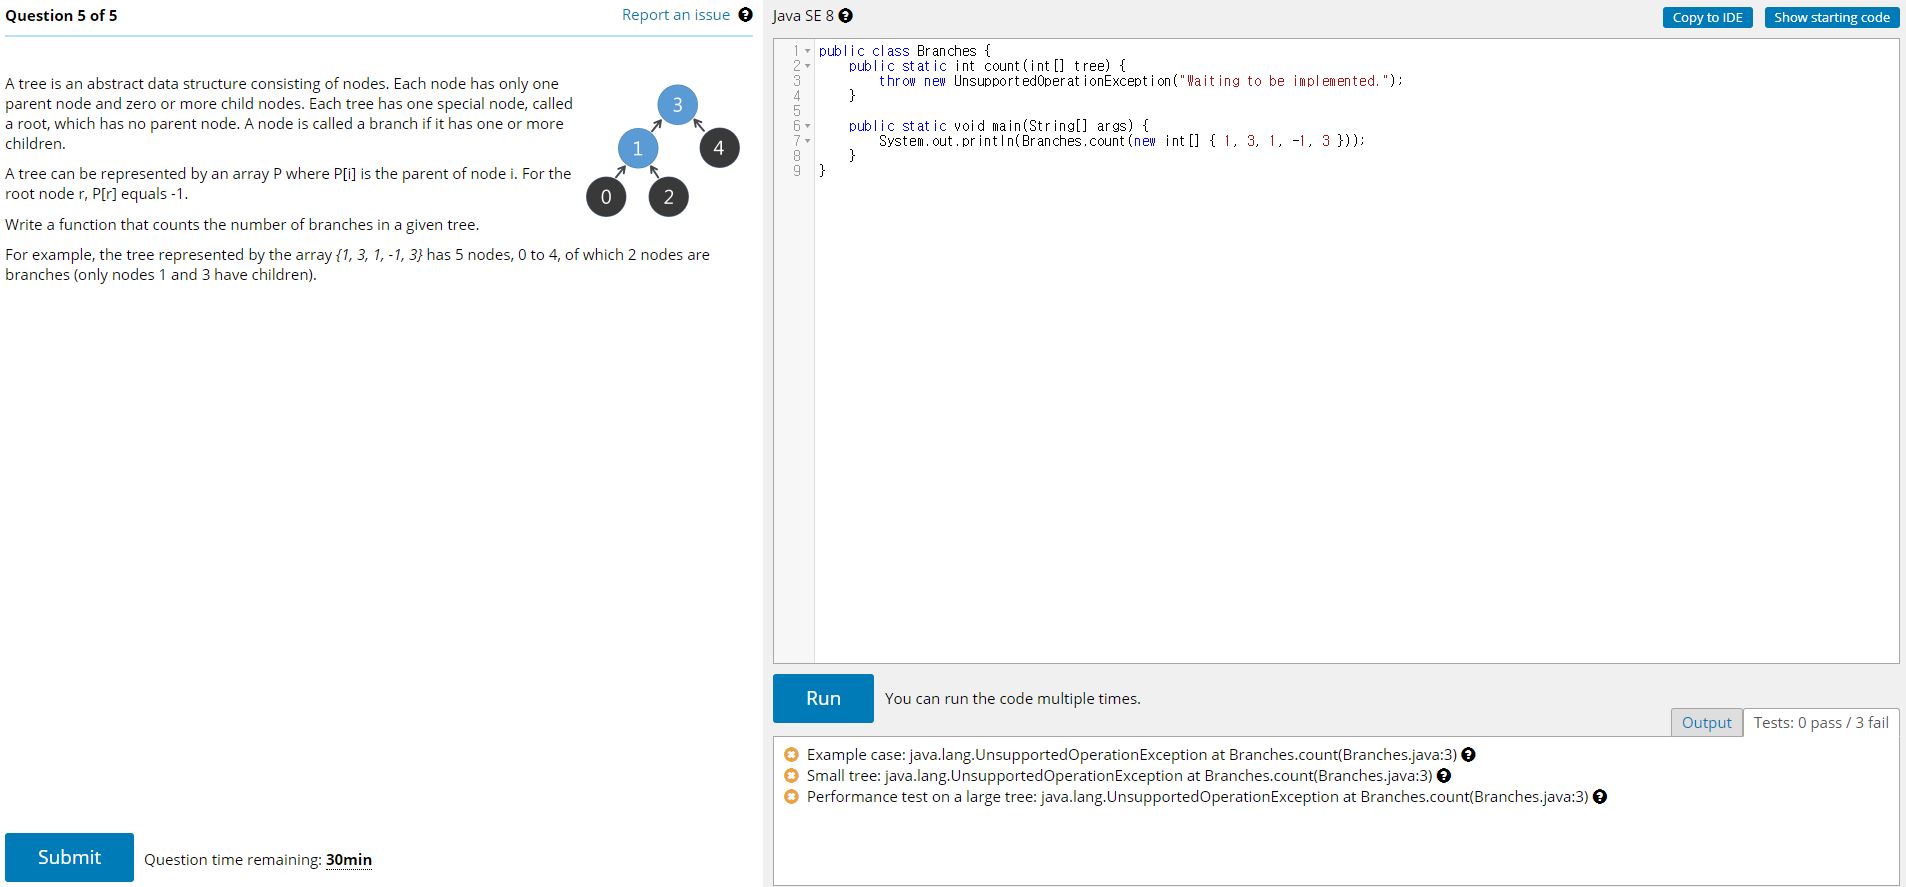 Question 5 of 5
Report an issue ?
A tree is an abstract data structure consisting of nodes. Each node has only one
parent node and zero or more child nodes. Each tree has one special node, called
a root, which has no parent node. A node is called a branch if it has one or more
children.
A tree can be represented by an array P where P[i] is the parent of node i. For the
root node r, P[r] equals -1.
Write a function that counts the number of branches in a given tree.
For example, the tree represented by the array {1, 3, 1, -1, 3} has 5 nodes, 0 to 4, of which 2 nodes are
branches (only nodes 1 and 3 have children).
3
1 4
0 2
Submit
Question time remaining: 30min
Java SE 8 ?
Copy to IDE
Show starting code
1 public class Branches {
2     public static int count(int[] tree) {
3         throw new UnsupportedOperationException("Waiting to be implemented.");
4     }
5
6     public static void main(String[] args) {
7         System.out.println(Branches.count(new int[] { 1, 3, 1, -1, 3 }));
8     }
9 }
Run
You can run the code multiple times.
Output
Tests: 0 pass / 3 fail
Example case: java.lang.UnsupportedOperationException at Branches.count(Branches.java:3) ?
Small tree: java.lang.UnsupportedOperationException at Branches.count(Branches.java:3) ?
Performance test on a large tree: java.lang.UnsupportedOperationException at Branches.count(Branches.java:3) ?